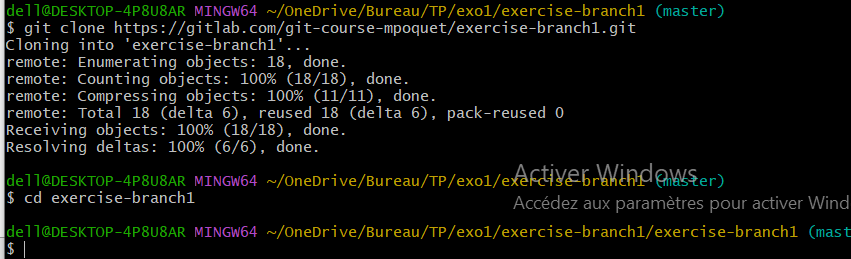 dell@DESKTOP-4P8U8AR MINGW64 ~/OneDrive/Bureau/TP/exo1/exercise-branch1 (master)
$ git clone https://gitlab.com/git-course-mpoquet/exercise-branch1.git
Cloning into 'exercise-branch1'...
remote: Enumerating objects: 18, done.
remote: Counting objects: 100% (18/18), done.
remote: Compressing objects: 100% (11/11), done.
remote: Total 18 (delta 6), reused 18 (delta 6), pack-reused 0
Receiving objects: 100% (18/18), done.
Resolving deltas: 100% (6/6), done.
Activer Windows
dell@DESKTOP-4P8U8AR MINGW64 ~/OneDrive/Bureau/TP/exo1/exercise-branch1 (master)
$ cd exercise-branch1
Accédez aux paramètres pour activer Wind
dell@DESKTOP-4P8U8AR MINGW64 ~/OneDrive/Bureau/TP/exo1/exercise-branch1/exercise-branch1 (mast
$